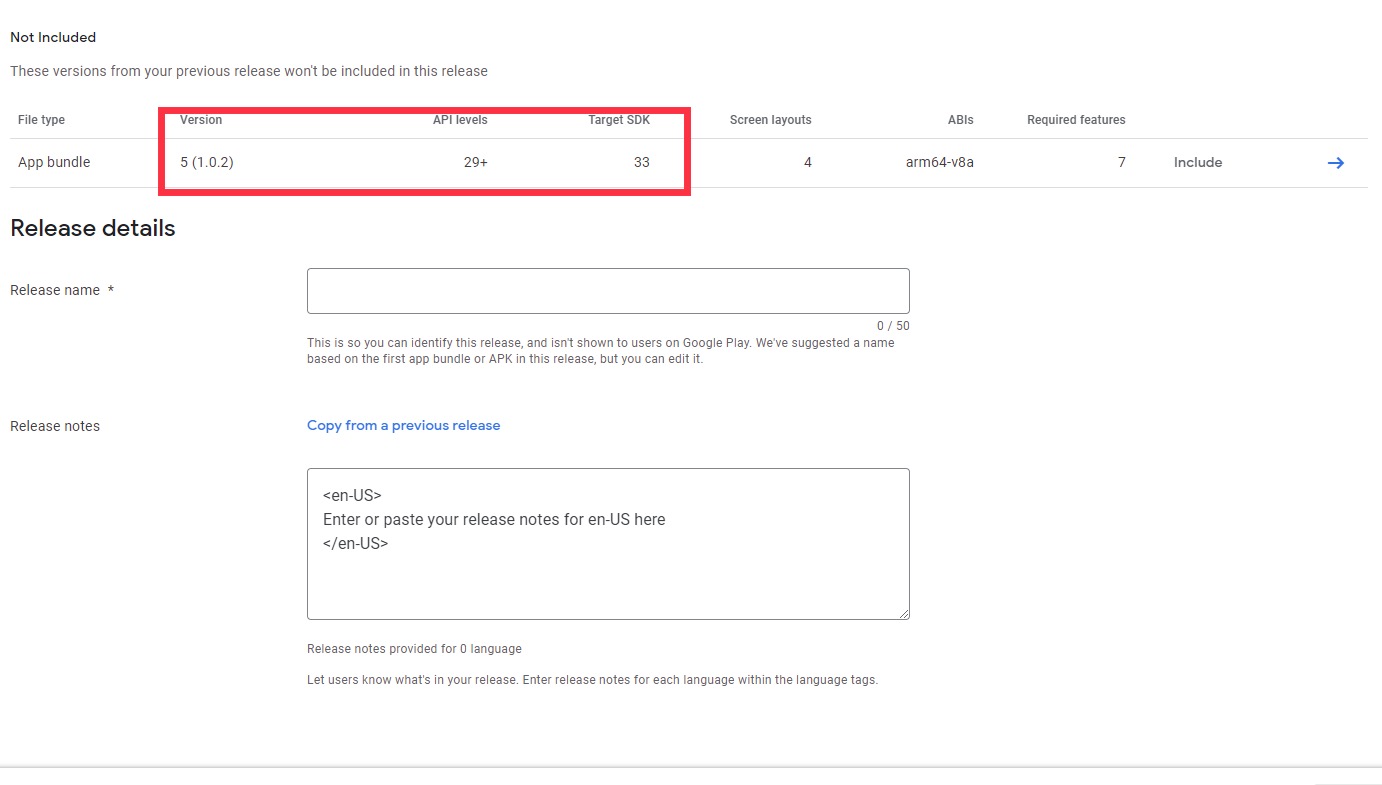 Not Included
These versions from your previous release won't be included in this release
File type Version API levels Target SDK Screen layouts ABIs Required features
App bundle 5 (1.0.2) 29+ 33 4 arm64-v8a 7 Include
Release details
Release name *
0 / 50
This is so you can identify this release, and isn't shown to users on Google Play. We've suggested a name
based on the first app bundle or APK in this release, but you can edit it.
Release notes Copy from a previous release
<en-US>
Enter or paste your release notes for en-US here
</en-US>
Release notes provided for 0 language
Let users know what's in your release. Enter release notes for each language within the language tags.